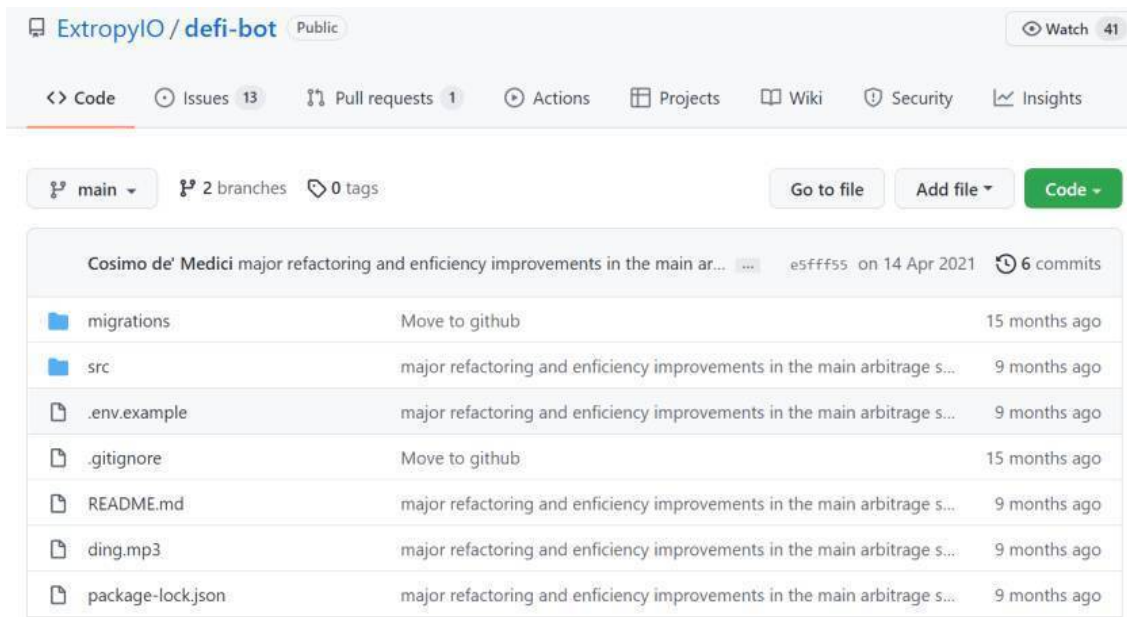 ExtropyIO / defi-bot Public Watch 41
<> Code Issues 13 Pull requests 1 Actions Projects Wiki Security Insights
main 2 branches 0 tags Go to file Add file Code
Cosimo de' Medici major refactoring and enficiency improvements in the main ar... ... e5fff55 on 14 Apr 2021 6 commits
migrations Move to github 15 months ago
src major refactoring and enficiency improvements in the main arbitrage s... 9 months ago
.env.example major refactoring and enficiency improvements in the main arbitrage s... 9 months ago
.gitignore Move to github 15 months ago
README.md major refactoring and enficiency improvements in the main arbitrage s... 9 months ago
ding.mp3 major refactoring and enficiency improvements in the main arbitrage s... 9 months ago
package-lock.json major refactoring and enficiency improvements in the main arbitrage s... 9 months ago